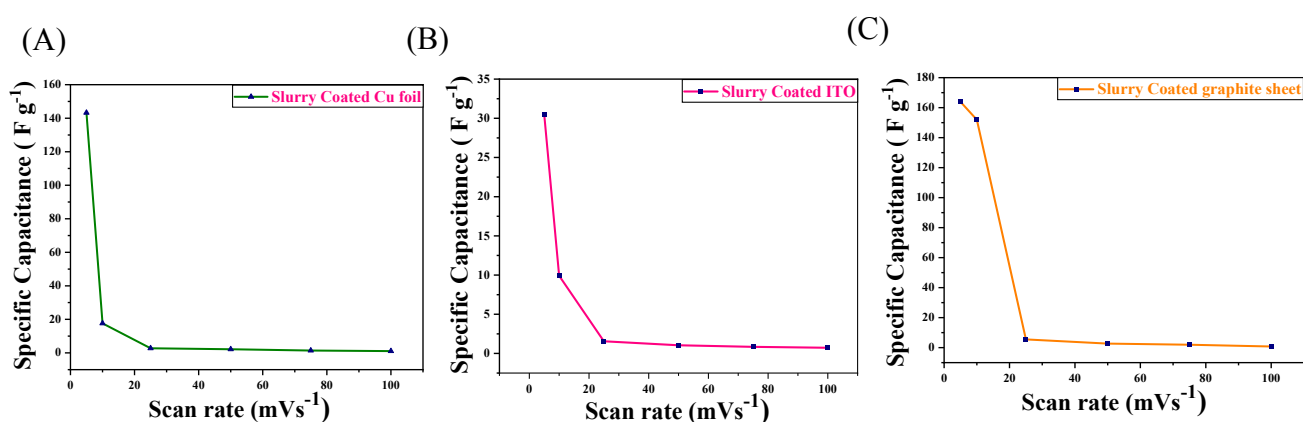 (A)
Slurry Coated Cu foil
Specific Capacitance ( F g⁻¹)
160
140
120
100
80
60
40
20
0
0 20 40 60 80 100
Scan rate (mVs⁻¹)
(B)
Slurry Coated ITO
Specific Capacitance ( F g⁻¹)
35
30
25
20
15
10
5
0
0 20 40 60 80 100
Scan rate (mVs⁻¹)
(C)
Slurry Coated graphite sheet
Specific Capacitance ( F g⁻¹)
180
160
140
120
100
80
60
40
20
0
0 20 40 60 80 100
Scan rate (mVs⁻¹)